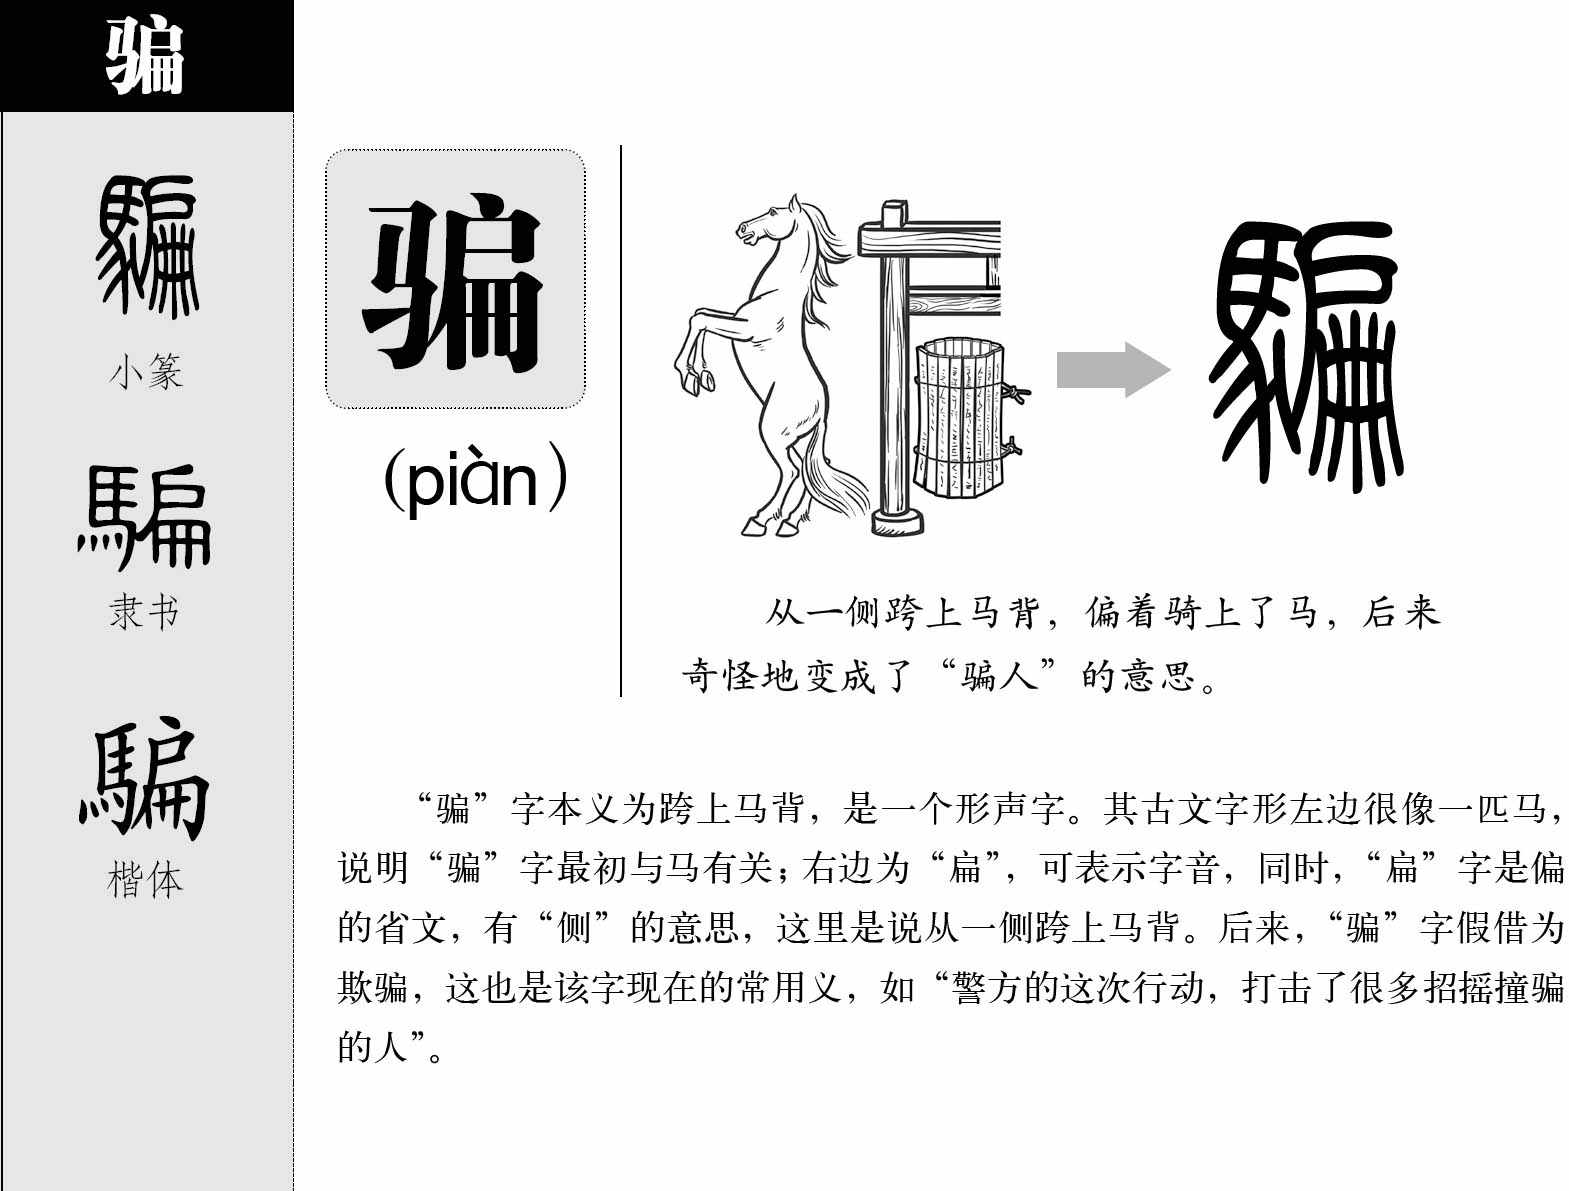 骗
騙
小篆
騙
隶书
騙
楷体
骗
（piàn）
騙
从一侧跨上马背，偏着骑上了马，后来
奇怪地变成了“骗人”的意思。
“骗”字本义为跨上马背，是一个形声字。其古文字形左边很像一匹马，
说明“骗”字最初与马有关；右边为“扁”，可表示字音，同时，“扁”字是偏
的省文，有“侧”的意思，这里是说从一侧跨上马背。后来，“骗”字假借为
欺骗，这也是该字现在的常用义，如“警方的这次行动，打击了很多招摇撞骗
的人”。